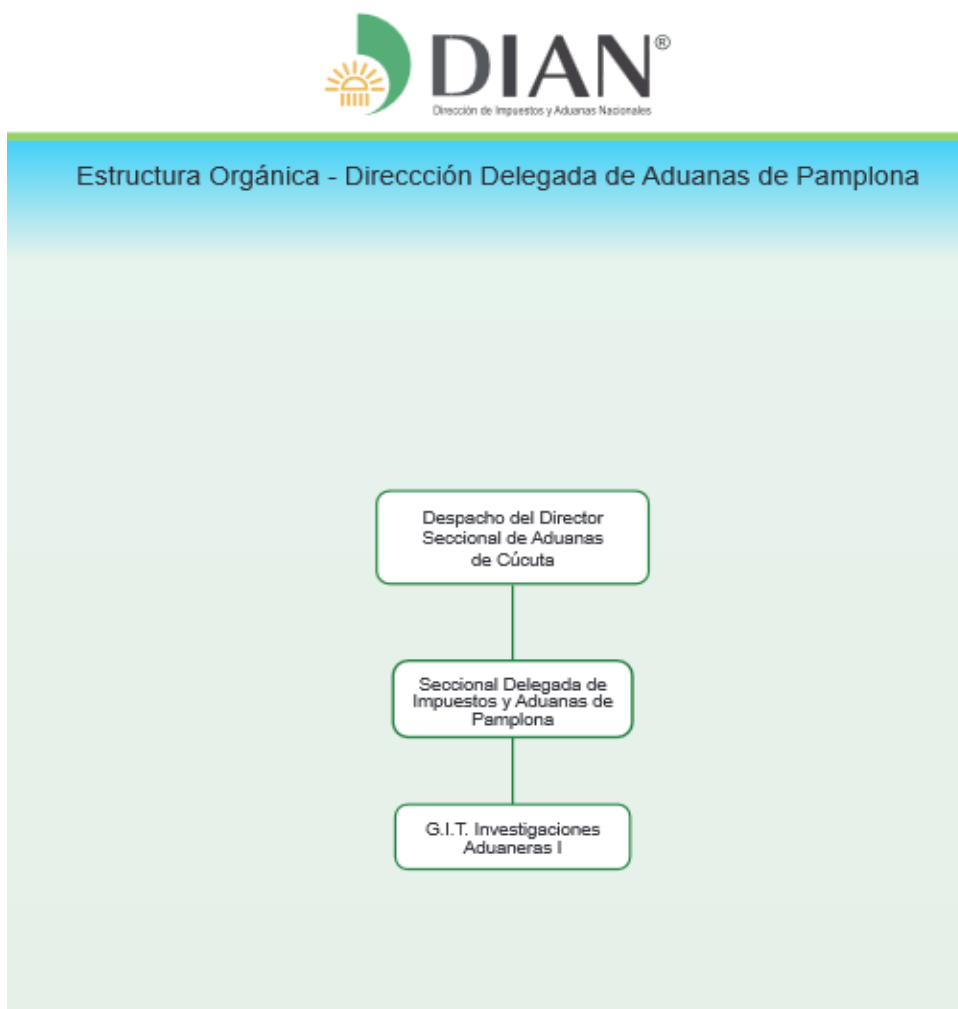 DIAN®
Dirección de Impuestos y Aduanas Nacionales
Estructura Orgánica - Direccción Delegada de Aduanas de Pamplona
Despacho del Director
Seccional de Aduanas
de Cúcuta
Seccional Delegada de
Impuestos y Aduanas de
Pamplona
G.I.T. Investigaciones
Aduaneras I